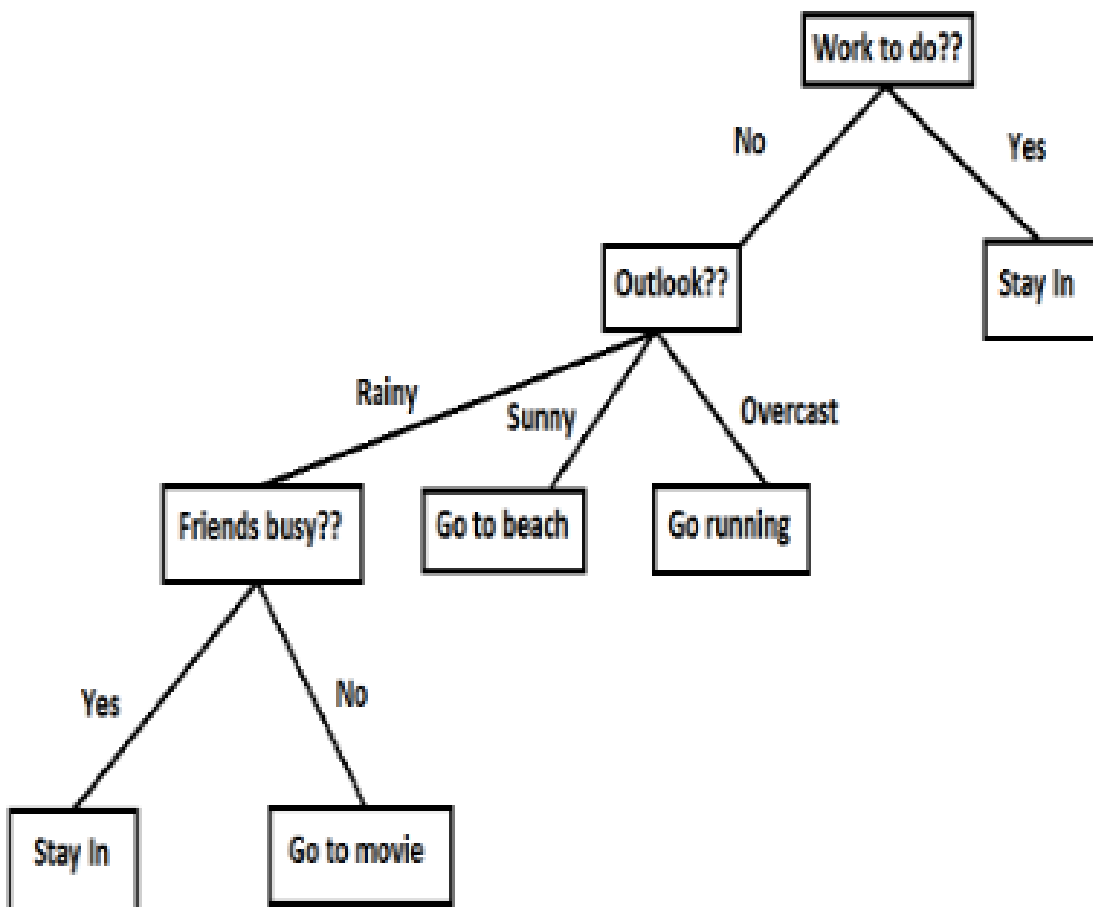 Work to do??
No
Yes
Outlook??
Stay In
Rainy
Sunny
Overcast
Friends busy??
Go to beach
Go running
Yes
No
Stay In
Go to movie